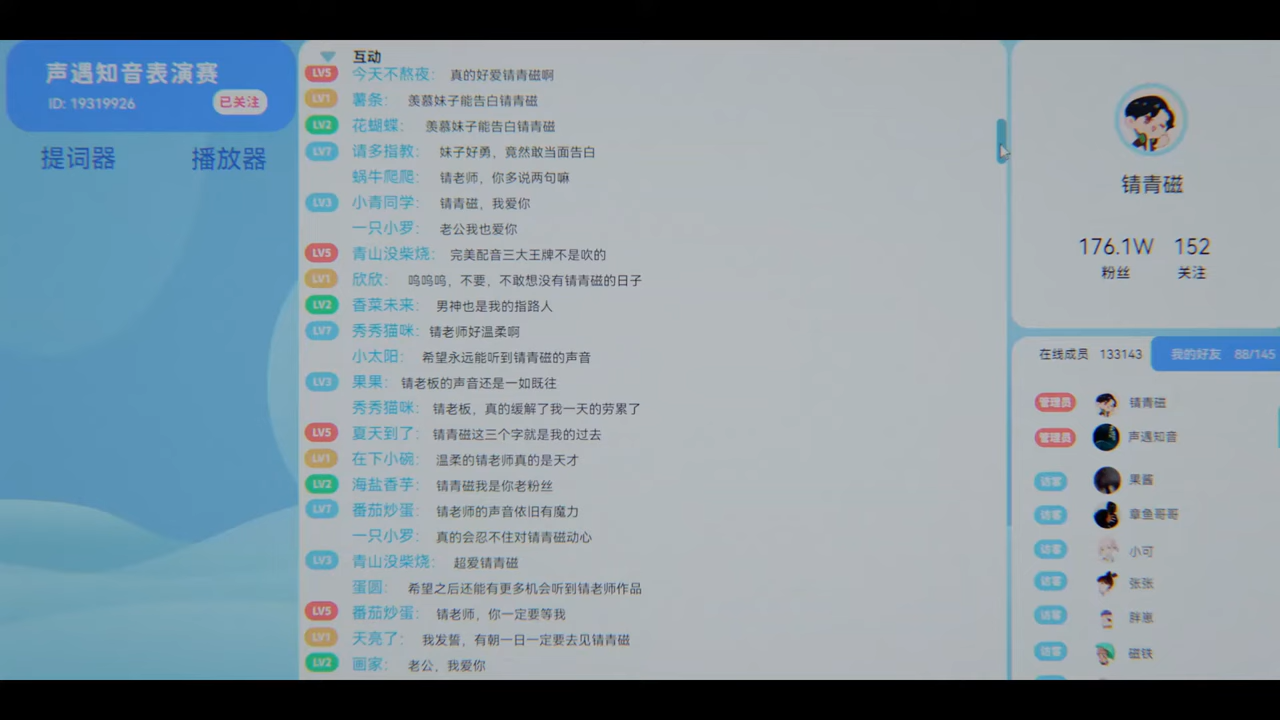 声遇知音表演赛
ID: 19319926
已关注
提词器 播放器
互动
LV5 今天不熬夜： 真的好爱锖青磁啊
LV1 薯条： 羡慕妹子能告白锖青磁
LV2 花蝴蝶： 羡慕妹子能告白锖青磁
LV7 请多指教： 妹子好勇，竟然敢当面告白
蜗牛爬爬： 锖老师，你多说两句嘛
LV3 小青同学： 锖青磁，我爱你
一只小罗： 老公我也爱你
LV5 青山没柴烧： 完美配音三大王牌不是吹的
LV1 欣欣： 呜呜呜，不要，不敢想没有锖青磁的日子
LV2 香菜未来： 男神也是我的指路人
LV7 秀秀猫咪： 锖老师好温柔啊
小太阳： 希望永远能听到锖青磁的声音
LV3 果果： 锖老板的声音还是一如既往
秀秀猫咪： 锖老板，真的缓解了我一天的劳累了
LV5 夏天到了： 锖青磁这三个字就是我的过去
LV1 在下小碗： 温柔的锖老师真的是天才
LV2 海盐香芋： 锖青磁我是你老粉丝
LV7 番茄炒蛋： 锖老师的声音依旧有魔力
一只小罗： 真的会忍不住对锖青磁动心
LV3 青山没柴烧： 超爱锖青磁
蛋圆： 希望之后还能有更多机会听到锖老师作品
LV5 番茄炒蛋： 锖老师，你一定要等我
LV1 天亮了： 我发誓，有朝一日一定要去见锖青磁
LV2 画家： 老公，我爱你
锖青磁
176.1W 152
粉丝 关注
在线成员 133143 我的好友 88/145
管理员 锖青磁
管理员 声遇知音
访客 果酱
访客 章鱼哥哥
访客 小可
访客 张张
访客 胖崽
访客 磁铁